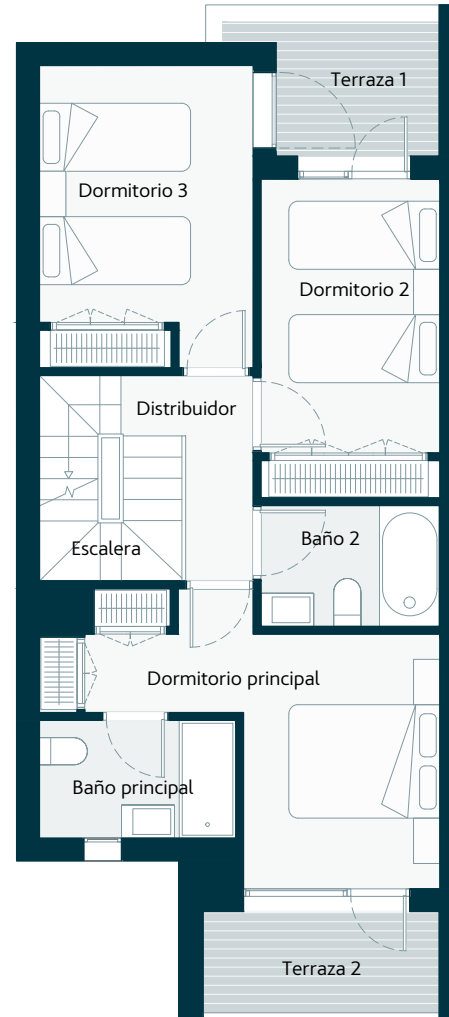 Terraza 1
Dormitorio 3
Dormitorio 2
Distribuidor
Baño 2
Escalera
Dormitorio principal
Baño principal
Terraza 2